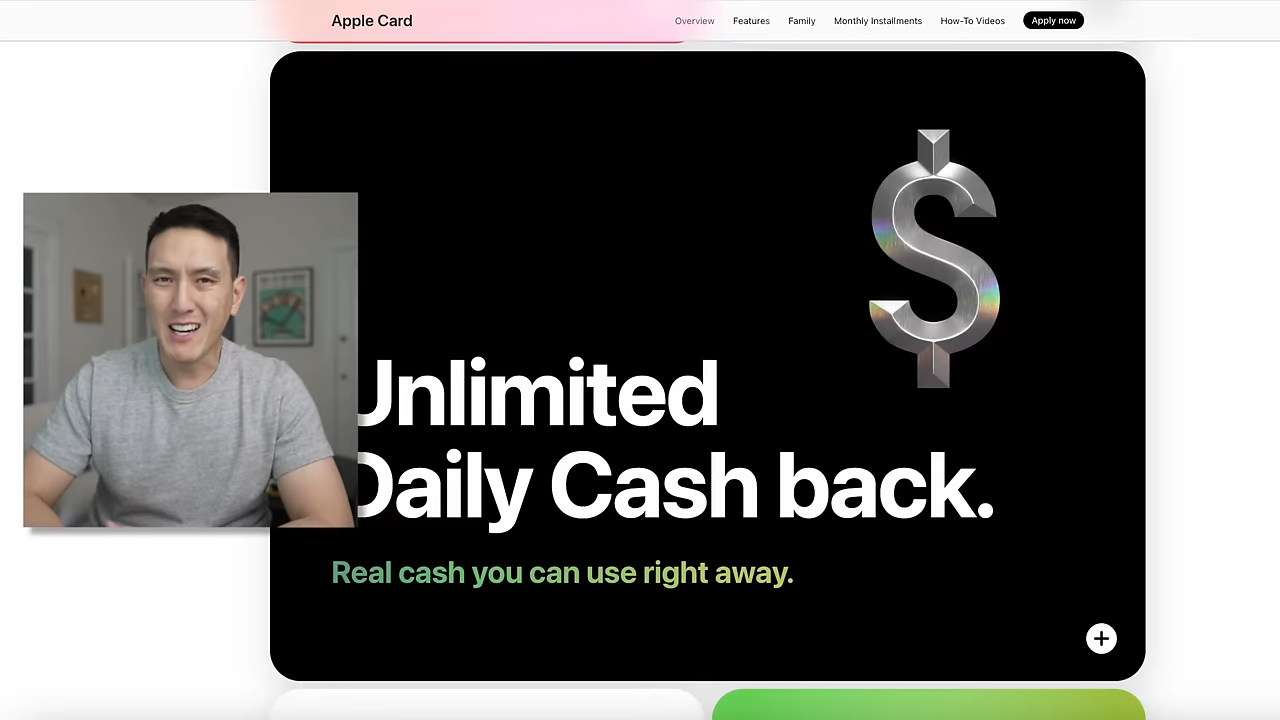 Apple Card
Overview Features Family Monthly Installments How-To Videos Apply now
Unlimited
Daily Cash back.
Real cash you can use right away.